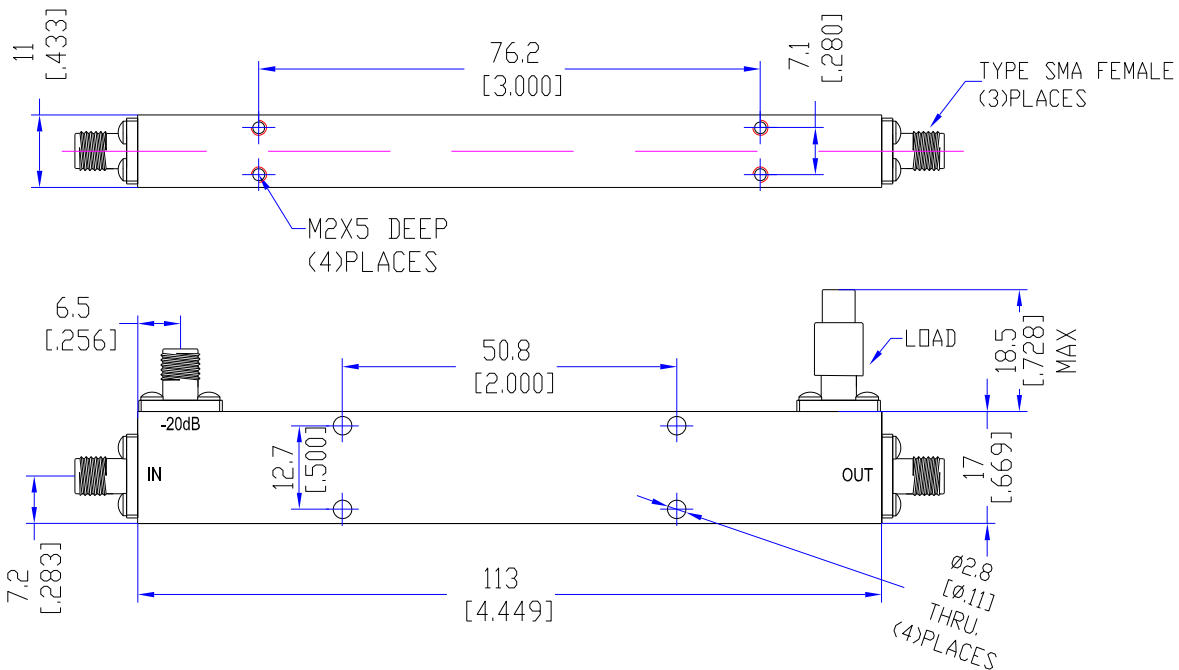 11
[.433]
76.2
[3.000]
7.1
[.280]
TYPE SMA FEMALE
(3)PLACES
M2X5 DEEP
(4)PLACES
6.5
[.256]
50.8
[2.000]
LOAD
18.5
[.728]
MAX
-20dB
12.7
[.500]
IN
OUT
17
[.669]
7.2
[.283]
113
[4.449]
Ø2.8
[Ø.11]
THRU.
(4)PLACES